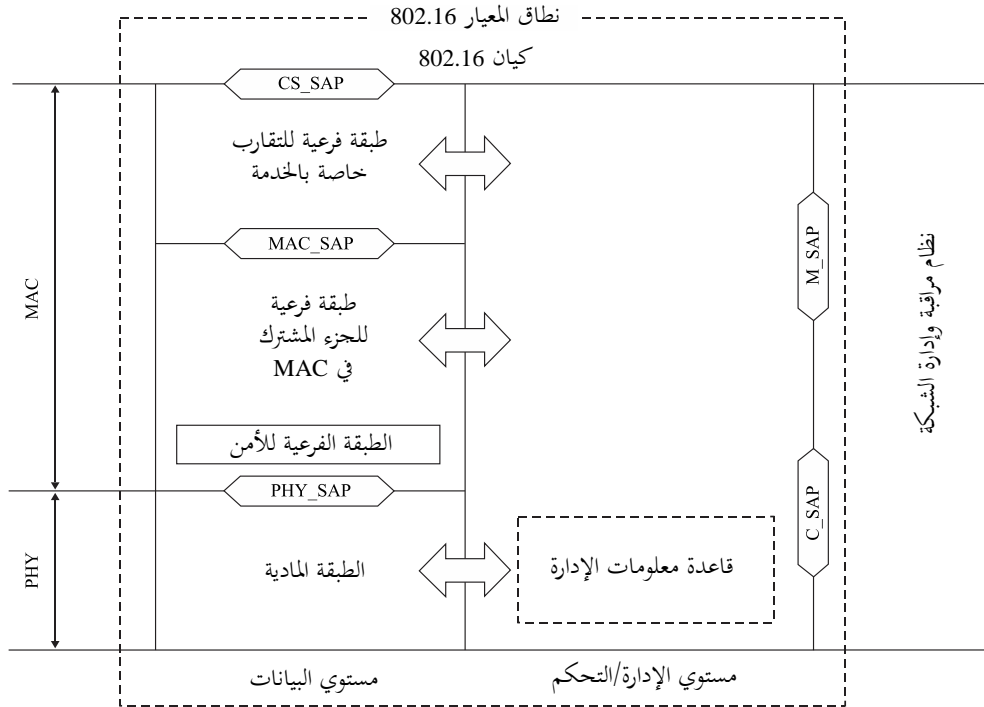 نطاق المعيار 802.16
كيان 802.16
CS_SAP
طبقة فرعية للتقارب
خاصة بالخدمة
MAC_SAP
طبقة فرعية
للجزء المشترك
في MAC
الطبقة الفرعية للأمن
PHY_SAP
الطبقة المادية
قاعدة معلومات الإدارة
M_SAP
C_SAP
MAC
PHY
نظام مراقبة وإدارة الشبكة
مستوي البيانات
مستوي الإدارة/التحكم